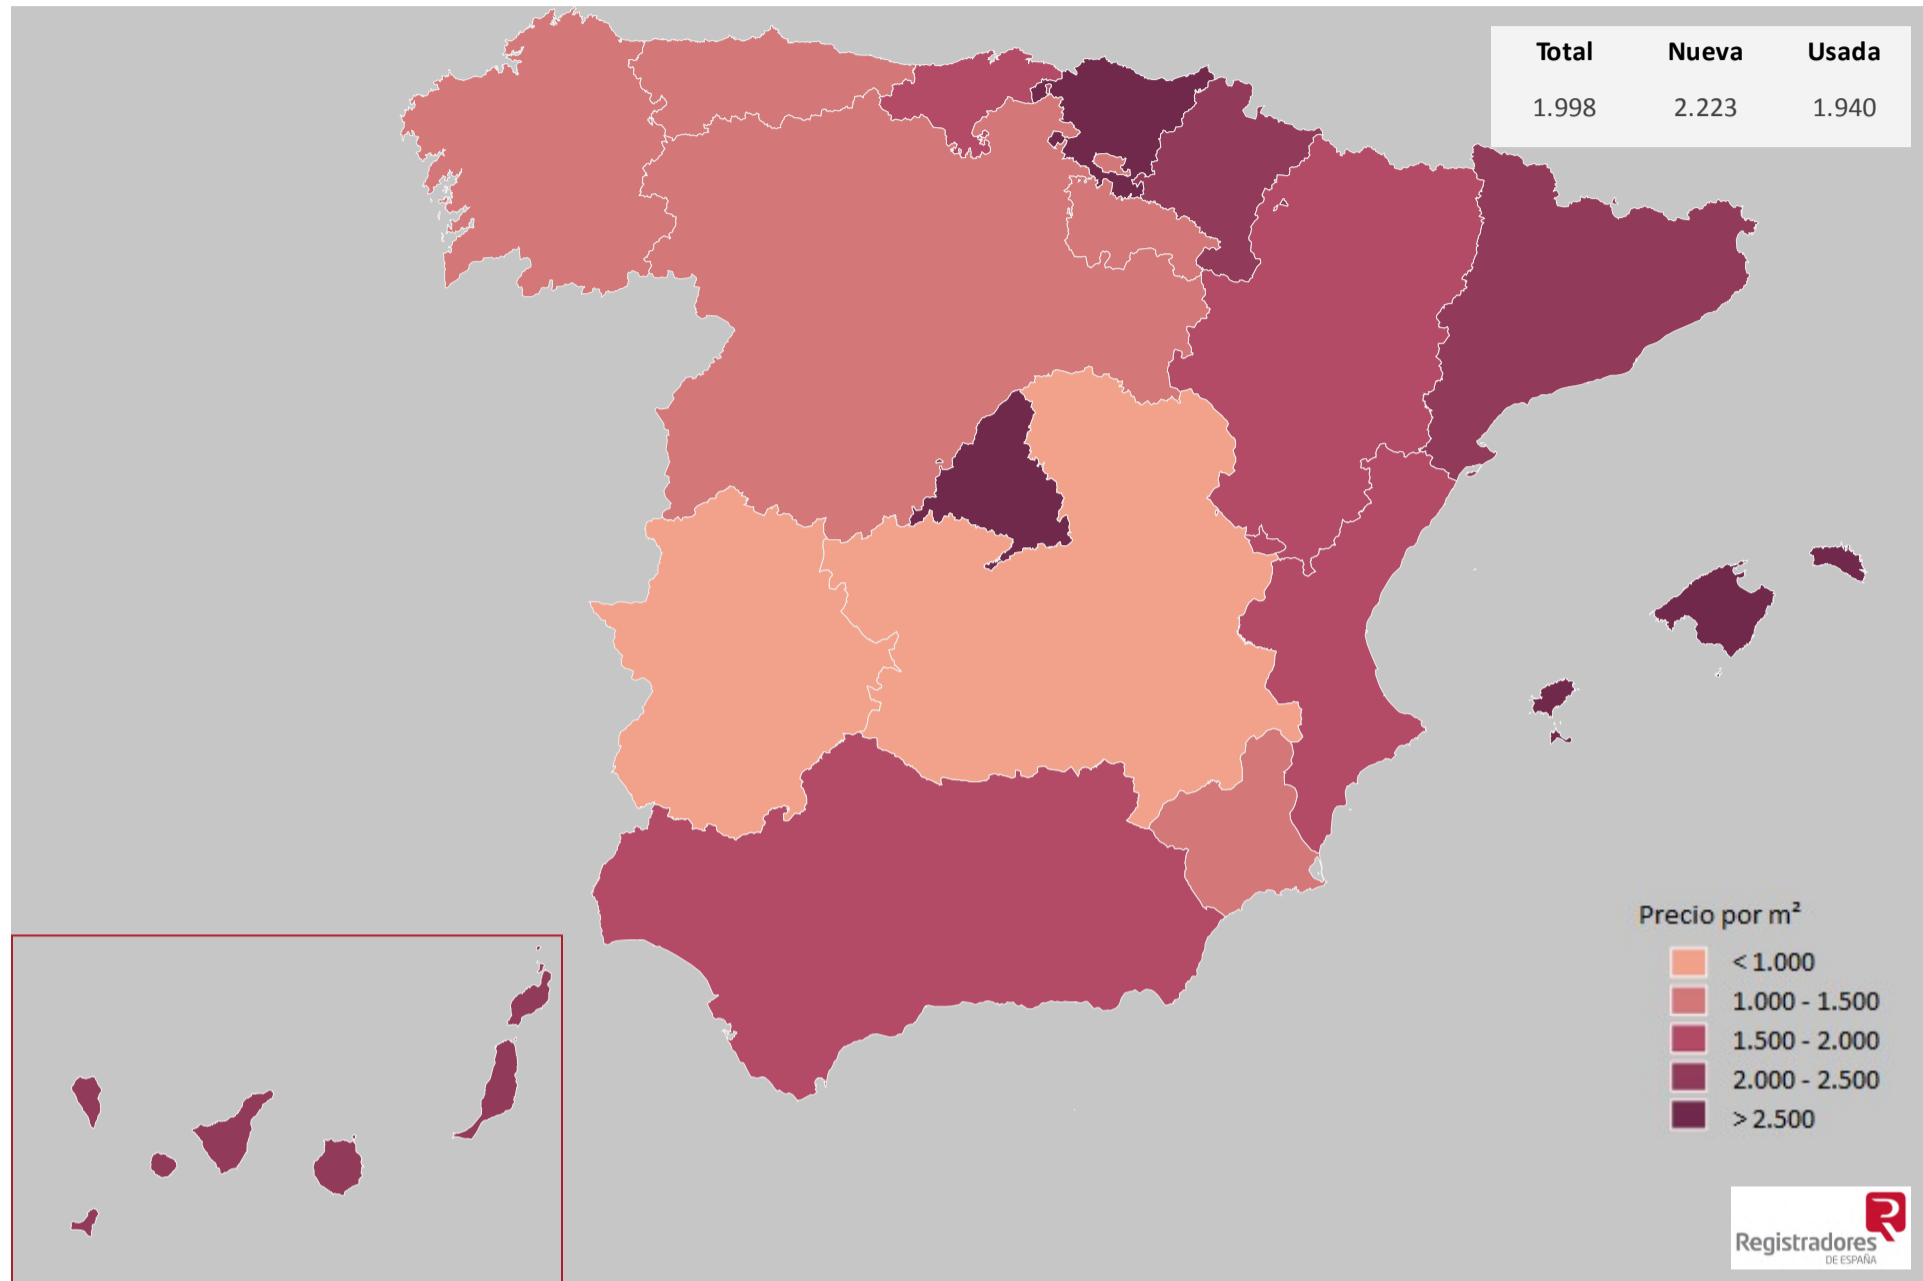 Total Nueva Usada
1.998 2.223 1.940
Precio por m²
< 1.000
1.000 - 1.500
1.500 - 2.000
2.000 - 2.500
> 2.500
Registradores
DE ESPAÑA